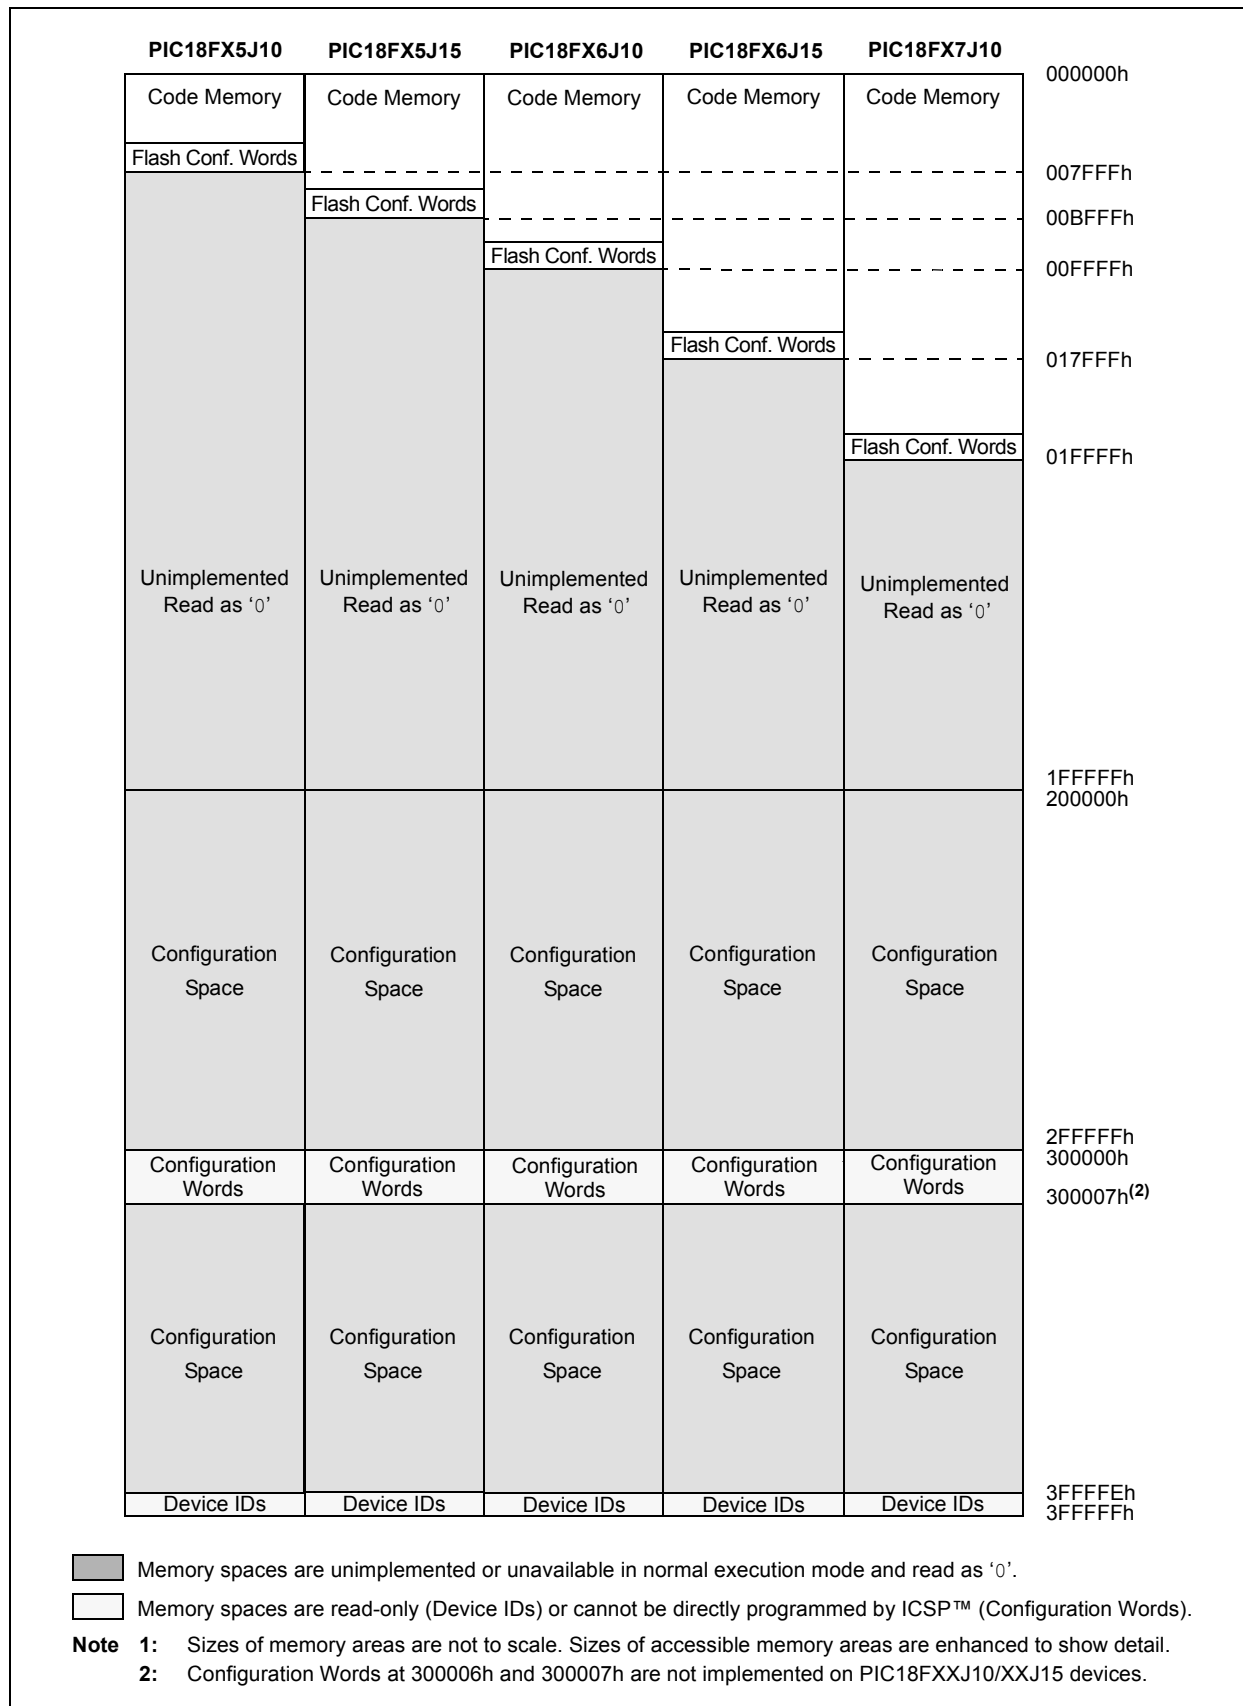 PIC18FX5J10 PIC18FX5J15 PIC18FX6J10 PIC18FX6J15 PIC18FX7J10
000000h
Code Memory Code Memory Code Memory Code Memory Code Memory
Flash Conf. Words
007FFFh
Flash Conf. Words
00BFFFh
Flash Conf. Words
00FFFFh
Flash Conf. Words
017FFFh
Flash Conf. Words
01FFFFh
Unimplemented Unimplemented Unimplemented Unimplemented Unimplemented
Read as ‘0’ Read as ‘0’ Read as ‘0’ Read as ‘0’ Read as ‘0’
1FFFFFh
200000h
Configuration Configuration Configuration Configuration Configuration
Space Space Space Space Space
2FFFFFh
300000h
Configuration Configuration Configuration Configuration Configuration
Words Words Words Words Words
300007h(2)
Configuration Configuration Configuration Configuration Configuration
Space Space Space Space Space
3FFFFEh
Device IDs Device IDs Device IDs Device IDs Device IDs
3FFFFFh
Memory spaces are unimplemented or unavailable in normal execution mode and read as ‘0’.
Memory spaces are read-only (Device IDs) or cannot be directly programmed by ICSP™ (Configuration Words).
Note 1: Sizes of memory areas are not to scale. Sizes of accessible memory areas are enhanced to show detail.
2: Configuration Words at 300006h and 300007h are not implemented on PIC18FXXJ10/XXJ15 devices.